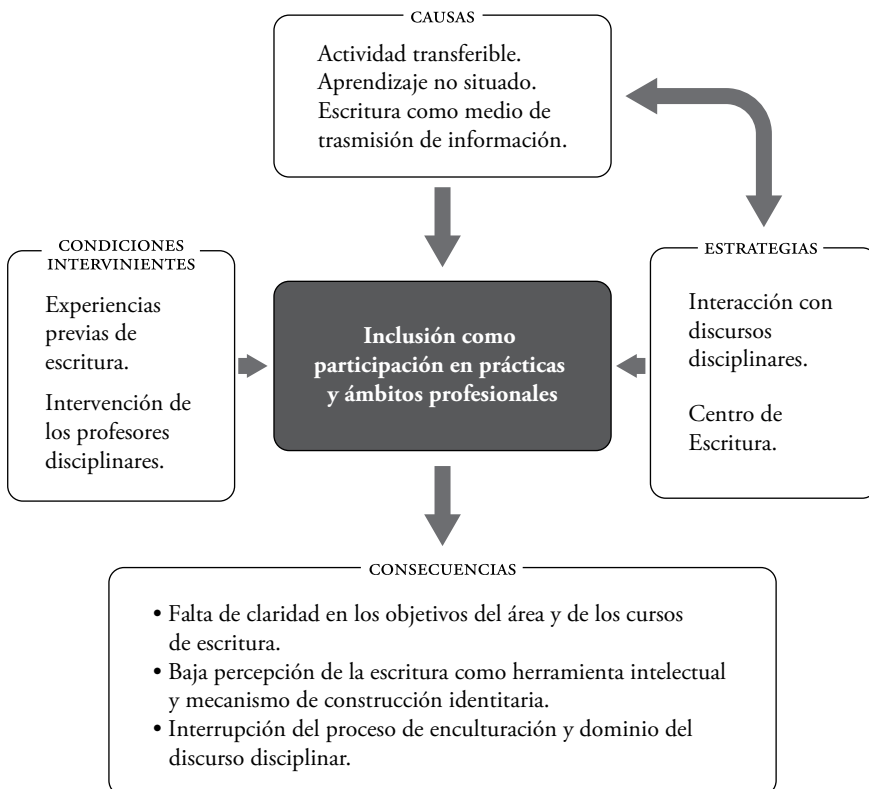 CAUSAS
Actividad transferible.
Aprendizaje no situado.
Escritura como medio de
trasmisión de información.
CONDICIONES
INTERVINIENTES
Experiencias
previas de
escritura.
Intervención de
los profesores
disciplinares.
Inclusión como
participación en prácticas
y ámbitos profesionales
ESTRATEGIAS
Interacción con
discursos
disciplinares.
Centro de
Escritura.
CONSECUENCIAS
• Falta de claridad en los objetivos del área y de los cursos
de escritura.
• Baja percepción de la escritura como herramienta intelectual
y mecanismo de construcción identitaria.
• Interrupción del proceso de enculturación y dominio del
discurso disciplinar.